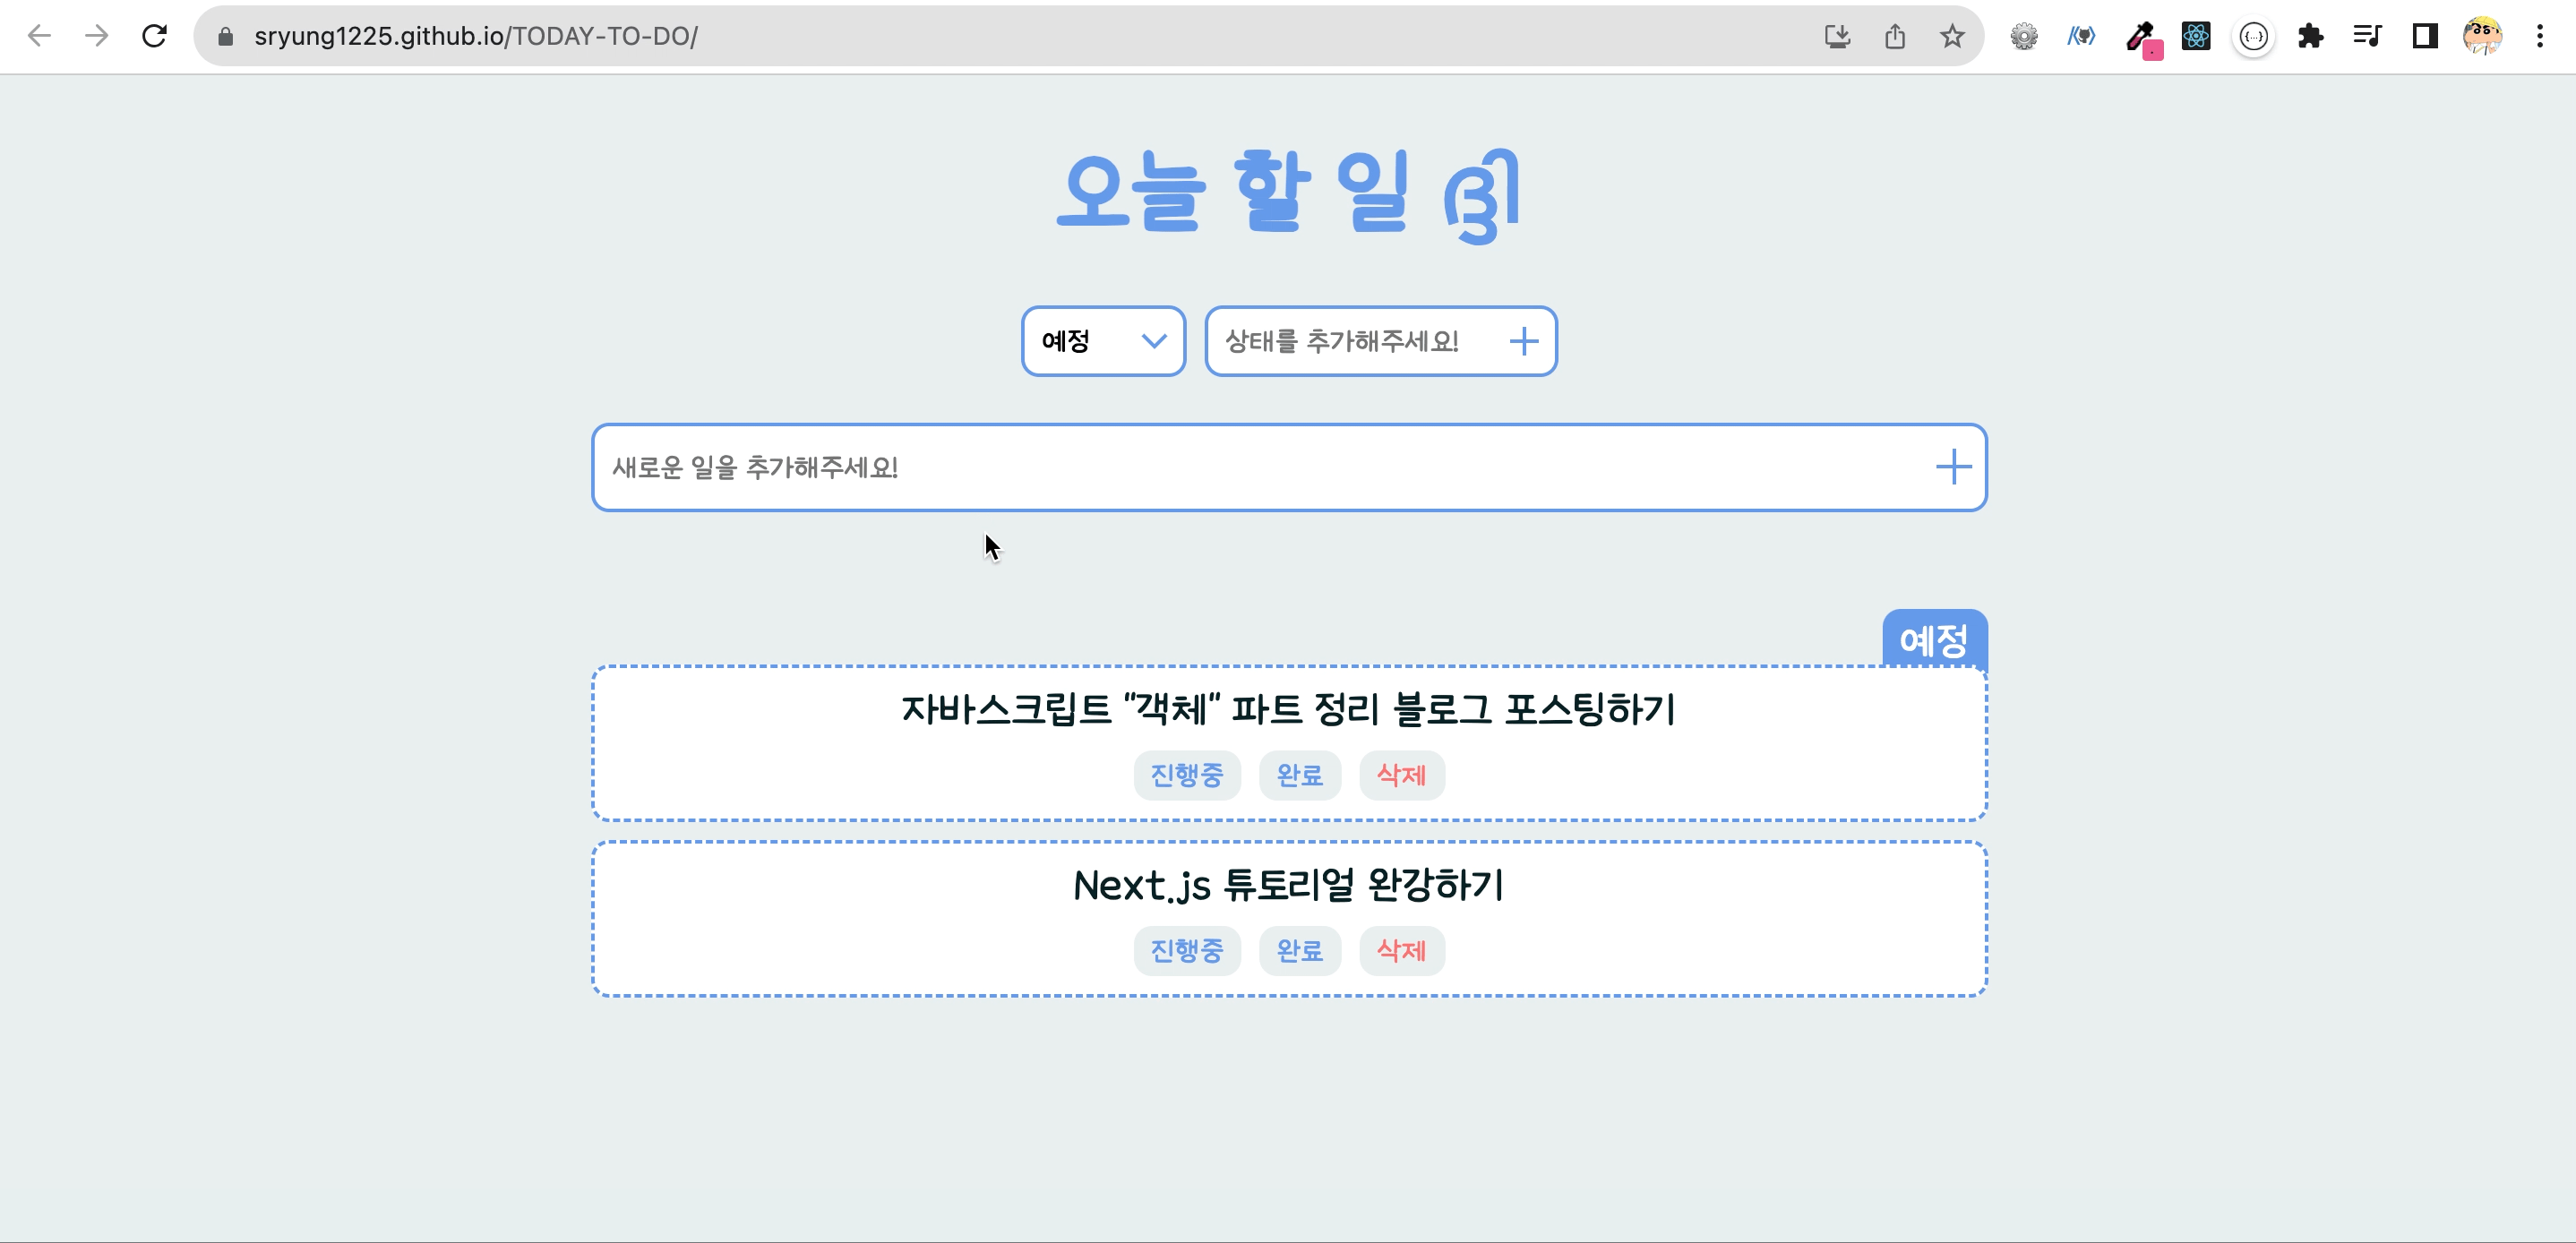 sryung1225.github.io/TODAY-TO-DO/
오늘 할 일 ദ്ദി
예정
상태를 추가해주세요!
새로운 일을 추가해주세요!
예정
자바스크립트 "객체" 파트 정리 블로그 포스팅하기
진행중 완료 삭제
Next.js 튜토리얼 완강하기
진행중 완료 삭제